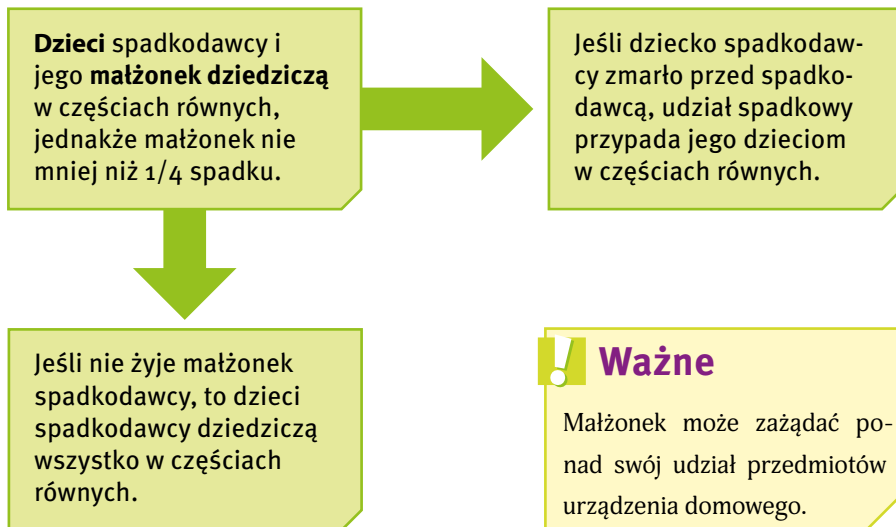 Dzieci spadkodawcy i
jego małżonek dziedziczą
w częściach równych,
jednakże małżonek nie
mniej niż 1/4 spadku.
Jeśli dziecko spadkodaw-
cy zmarło przed spadko-
dawcą, udział spadkowy
przypada jego dzieciom
w częściach równych.
Jeśli nie żyje małżonek
spadkodawcy, to dzieci
spadkodawcy dziedziczą
wszystko w częściach
równych.
! Ważne
Małżonek może zażądać po-
nad swój udział przedmiotów
urządzenia domowego.